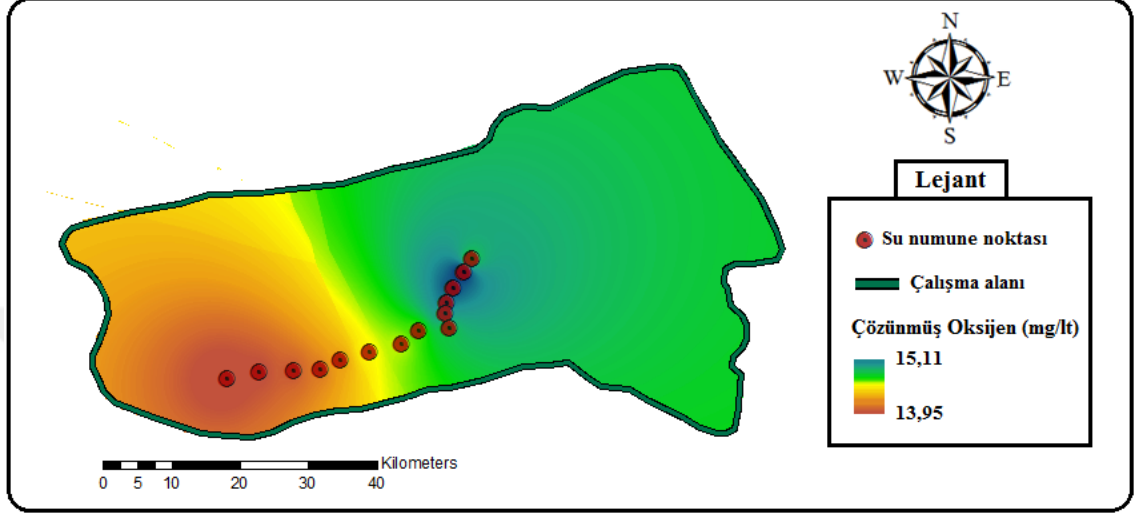 N
W E
S
Lejant
Su numune noktası
Çalışma alanı
Çözünmüş Oksijen (mg/lt)
15,11
13,95
Kilometers
0 5 10 20 30 40